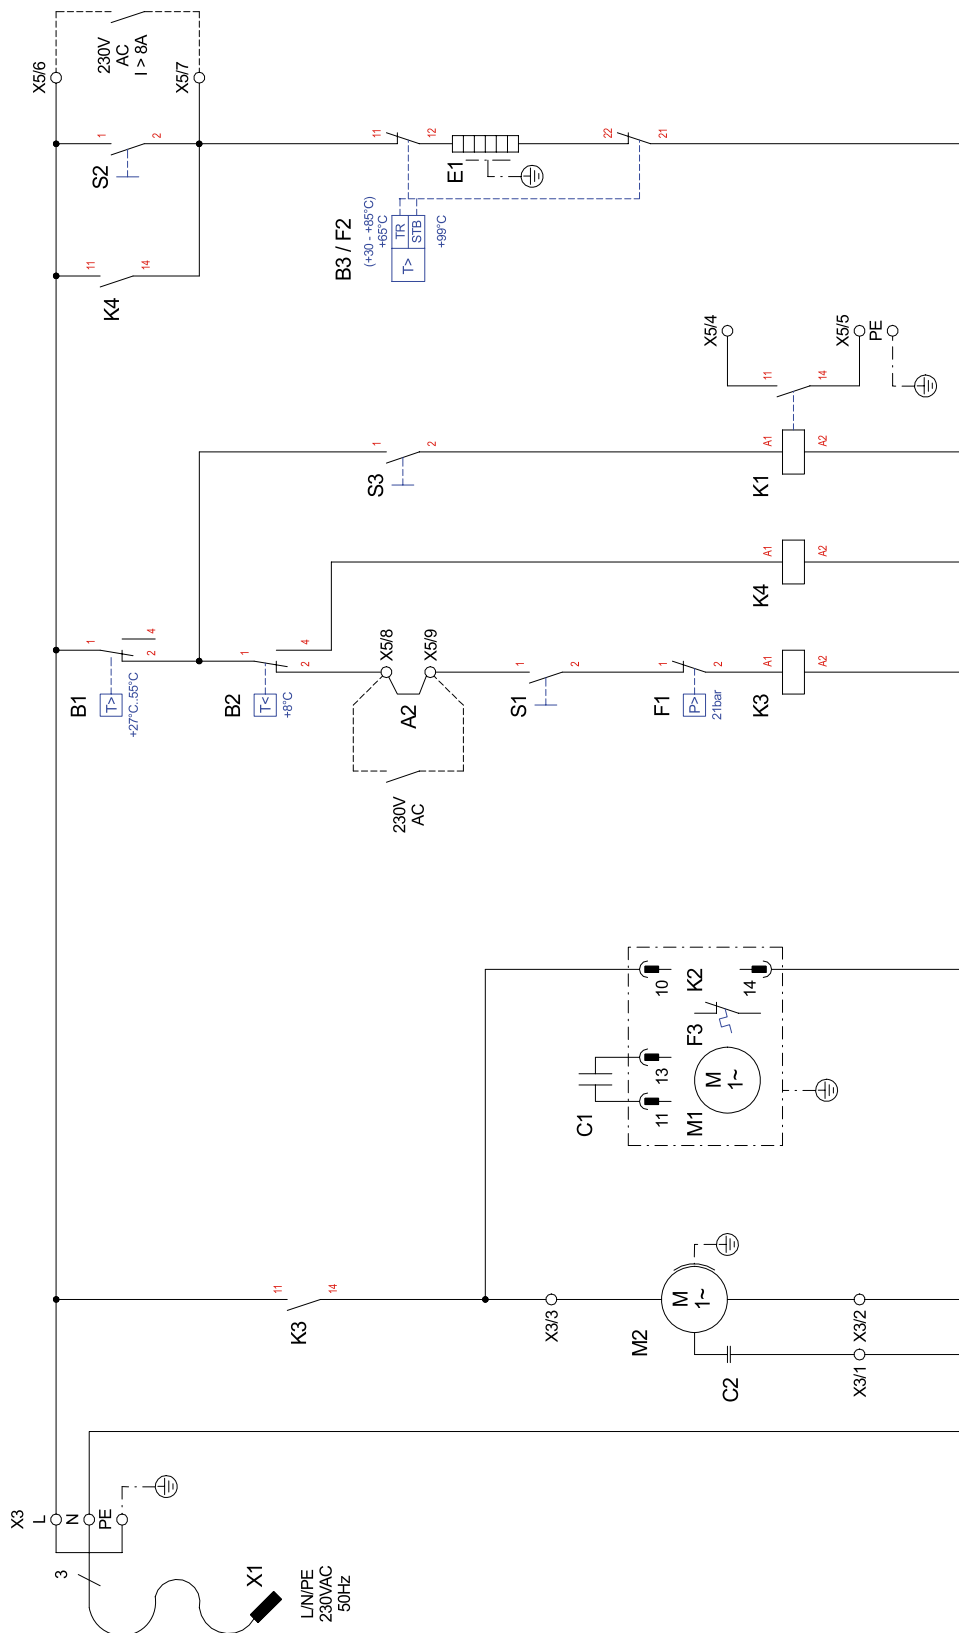 X3
L
N
PE
3
X1
L/N/PE
230VAC
50Hz
K3
11
14
X3/3
M2
M
1~
C2
X3/1
X3/2
C1
11
13
10
M1
M
1~
F3
K2
14
B1
T>
+27°C..55°C
1
2
4
B2
T<
+8°C
1
2
4
A2
X5/8
X5/9
230V
AC
S1
1
2
F1
P>
21bar
1
2
K3
A1
A2
K4
A1
A2
S3
1
2
K1
A1
A2
11
14
X5/4
X5/5
PE
K4
11
14
S2
1
2
X5/6
X5/7
230V
AC
I > 8A
B3 / F2
(+30 - +85°C)
+65°C
TR
STB
T>
+99°C
11
12
E1
22
21